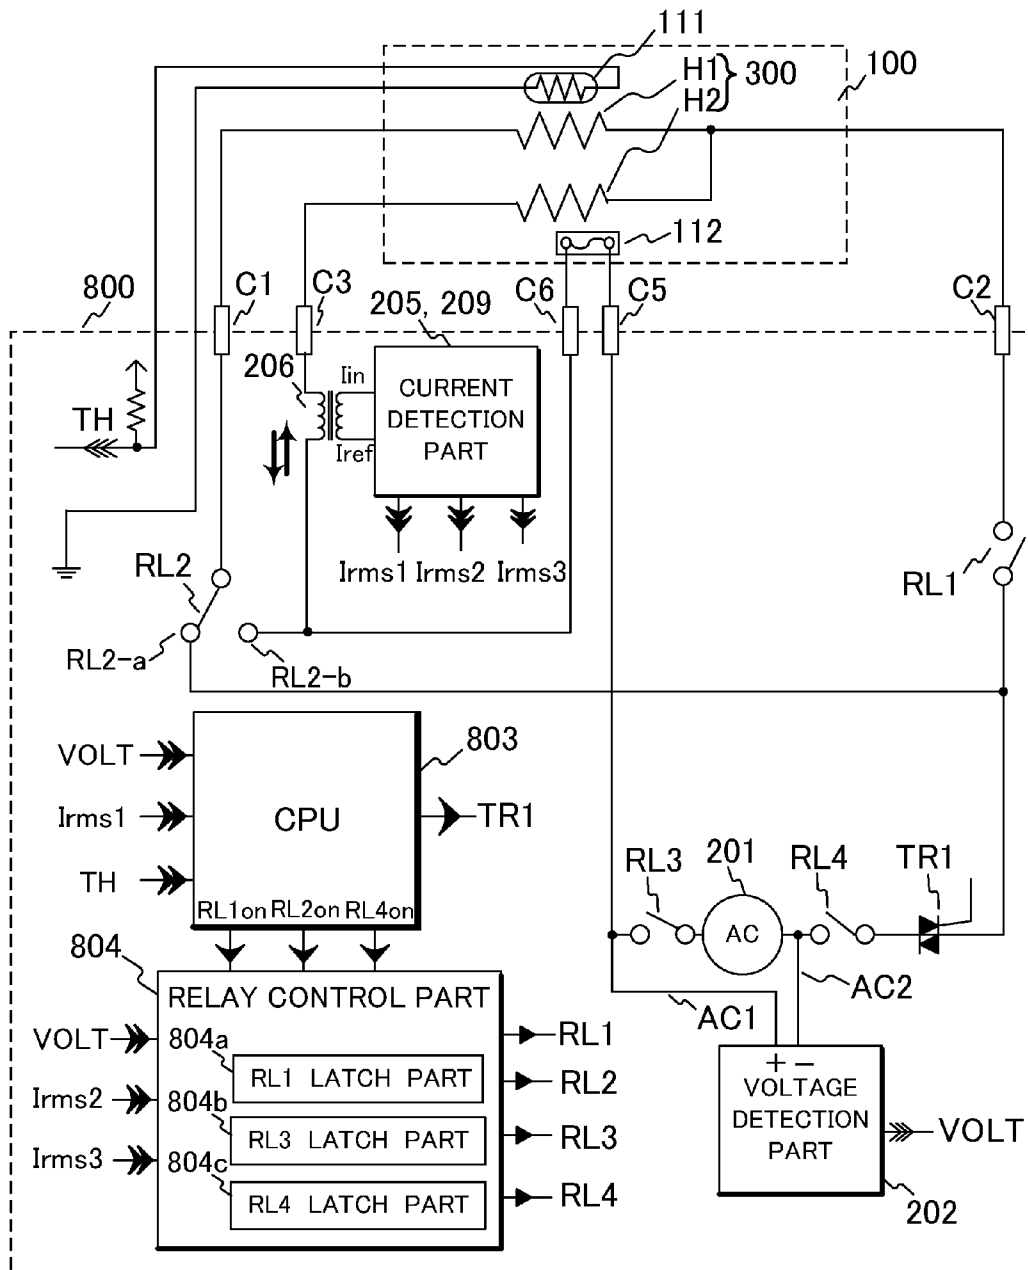 111
H1
H2
300
100
112
800
C1
C3
C6
C5
C2
205, 209
206
Iin
Iref
CURRENT
DETECTION
PART
TH
Irms1 Irms2 Irms3
RL2
RL2-a
RL2-b
RL1
VOLT
Irms1
TH
CPU
803
TR1
RL1on RL2on RL4on
RL3
201
AC
RL4
TR1
AC1
AC2
804
RELAY CONTROL PART
VOLT
Irms2
Irms3
804a
RL1 LATCH PART
804b
RL3 LATCH PART
804c
RL4 LATCH PART
RL1
RL2
RL3
RL4
+ −
VOLTAGE
DETECTION
PART
VOLT
202